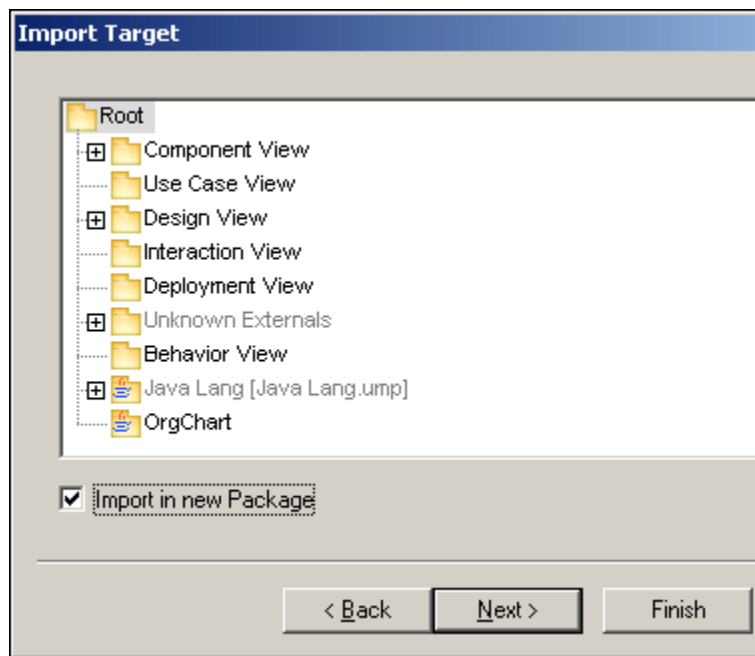 Import Target
Root
Component View
Use Case View
Design View
Interaction View
Deployment View
Unknown Externals
Behavior View
Java Lang [Java Lang.ump]
OrgChart
Import in new Package
< Back Next > Finish